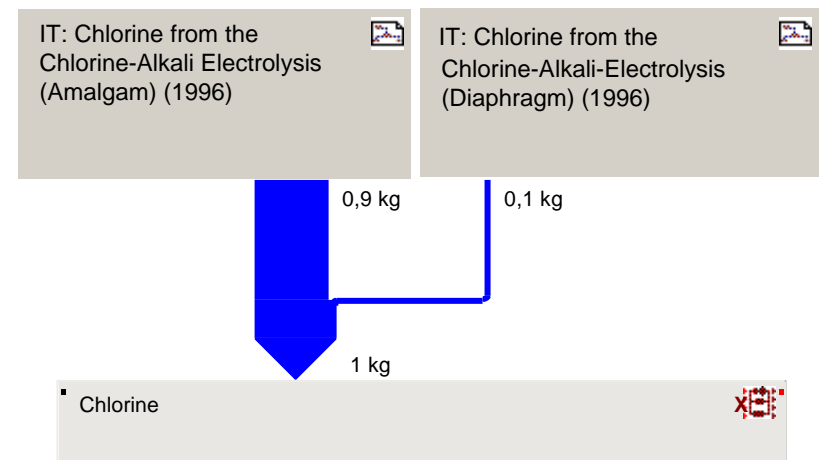 IT: Chlorine from the
Chlorine-Alkali Electrolysis
(Amalgam) (1996)
IT: Chlorine from the
Chlorine-Alkali-Electrolysis
(Diaphragm) (1996)
0,9 kg
0,1 kg
1 kg
Chlorine
X